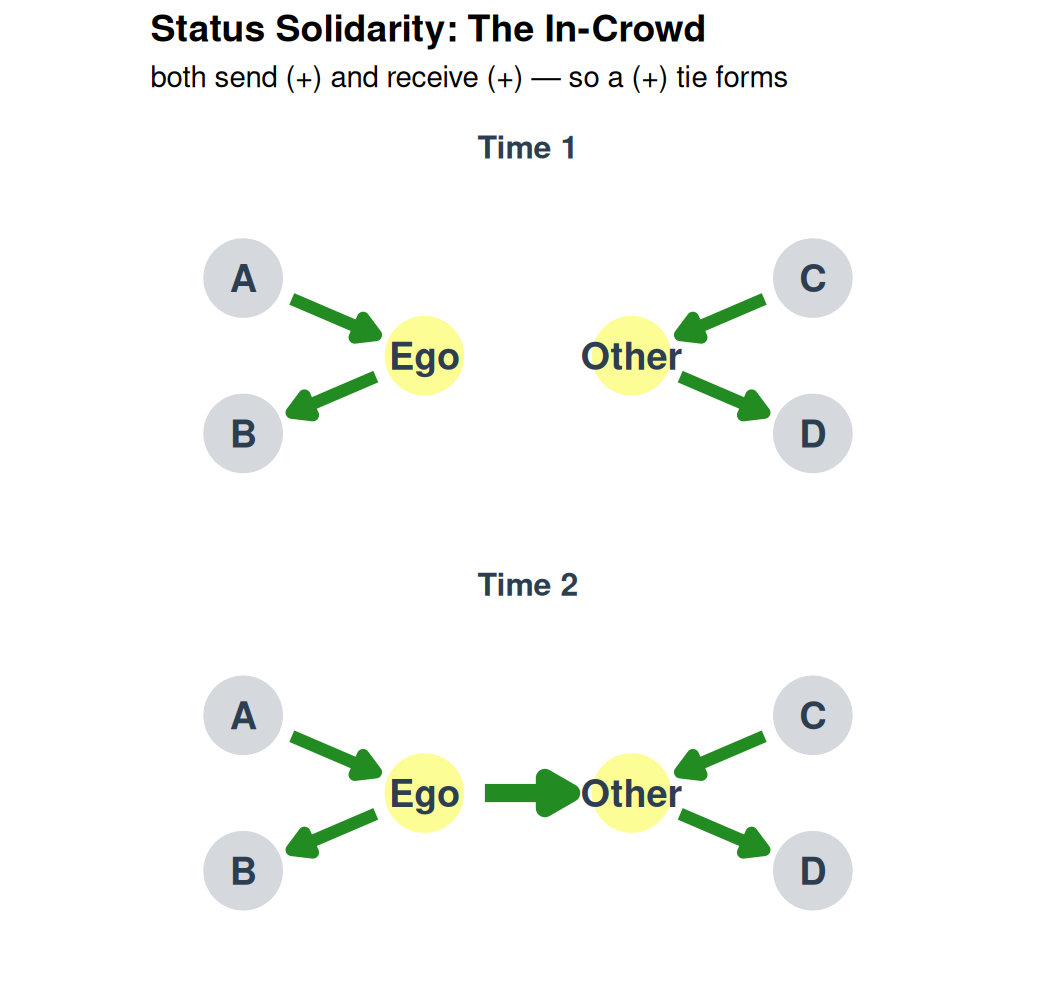 Status Solidarity: The In-Crowd
both send (+) and receive (+) — so a (+) tie forms
Time 1
A
C
Ego
Other
B
D
Time 2
A
C
Ego
Other
B
D